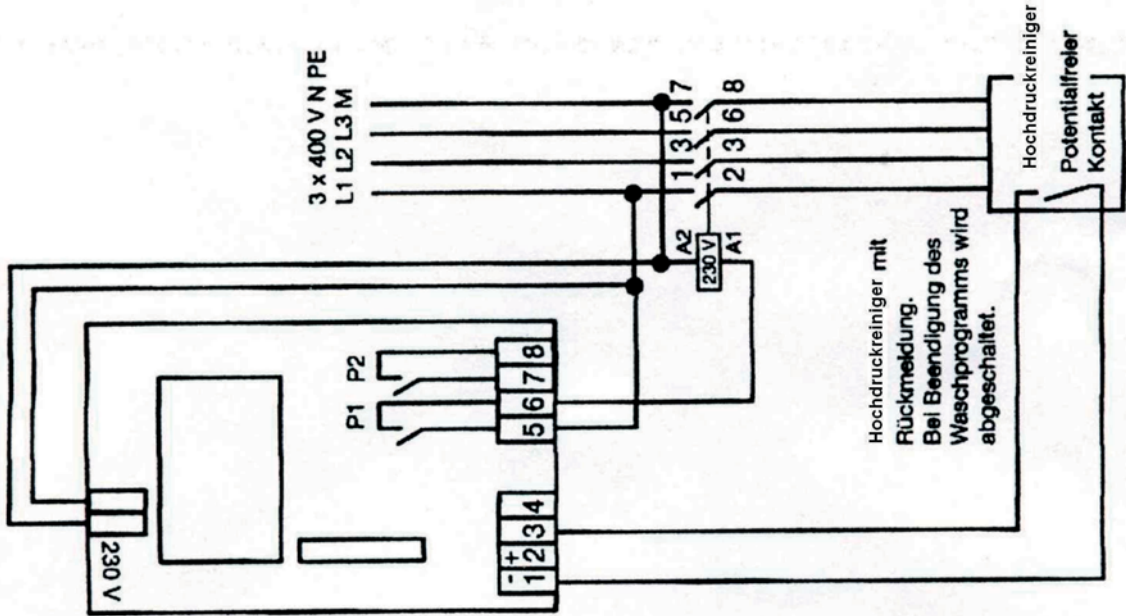 3 x 400 V N PE
L1 L2 L3 M
1 3 5 7
2 3 6 8
A2
230 V
A1
230 V
P1
P2
5 6 7 8
- +
1 2 3 4
Hochdruckreiniger
Potentialfreier
Kontakt
Hochdruckreiniger mit
Rückmeldung.
Bei Beendigung des
Waschprogramms wird
abgeschaltet.